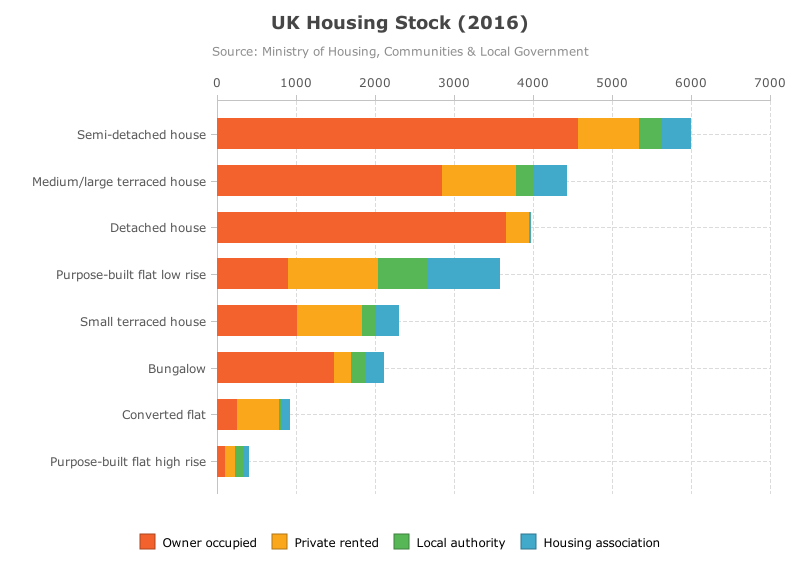 UK Housing Stock (2016)
Source: Ministry of Housing, Communities & Local Government
0 1000 2000 3000 4000 5000 6000 7000
Semi-detached house
Medium/large terraced house
Detached house
Purpose-built flat low rise
Small terraced house
Bungalow
Converted flat
Purpose-built flat high rise
Owner occupied Private rented Local authority Housing association